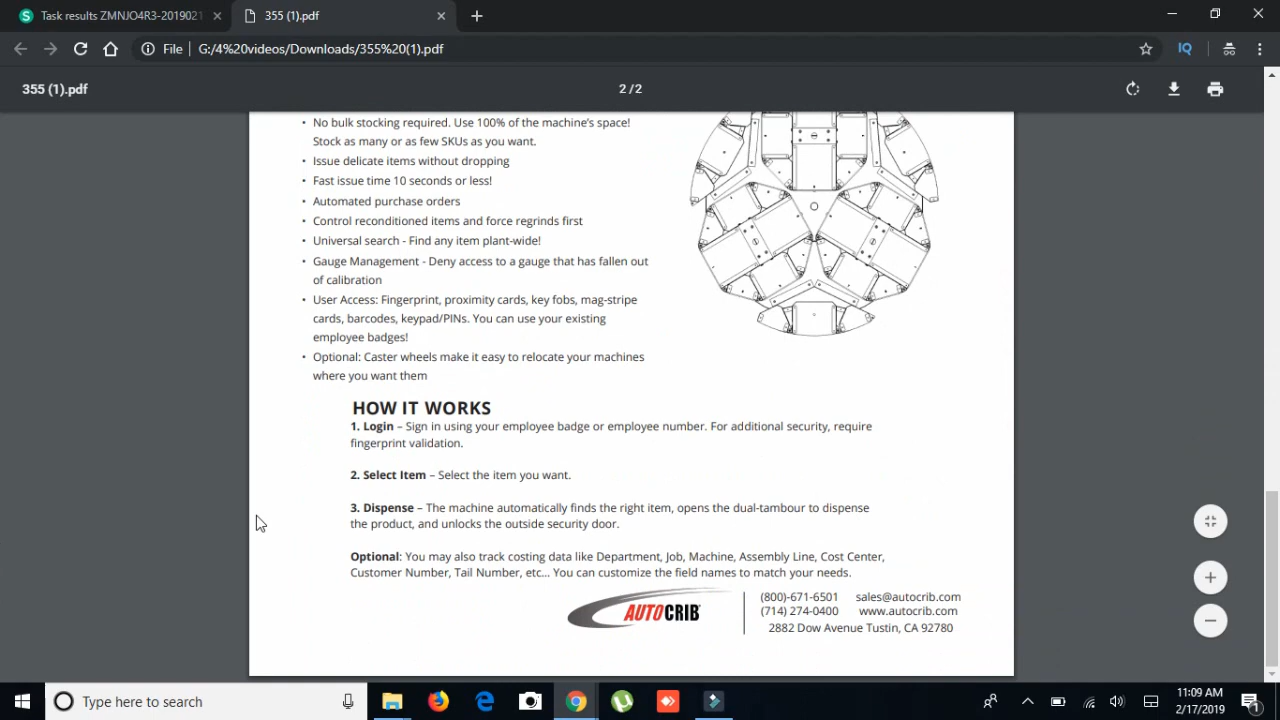 Task results ZMNJO4R3-2019021
355 (1).pdf
File
G:/4%20videos/Downloads/355%20(1).pdf
355 (1).pdf
2 / 2
• No bulk stocking required. Use 100% of the machine's space!
Stock as many or as few SKUs as you want.
• Issue delicate items without dropping
• Fast issue time 10 seconds or less!
• Automated purchase orders
• Control reconditioned items and force regrinds first
• Universal search - Find any item plant-wide!
• Gauge Management - Deny access to a gauge that has fallen out
of calibration
• User Access: Fingerprint, proximity cards, key fobs, mag-stripe
cards, barcodes, keypad/PINs. You can use your existing
employee badges!
• Optional: Caster wheels make it easy to relocate your machines
where you want them
HOW IT WORKS
1. Login – Sign in using your employee badge or employee number. For additional security, require
fingerprint validation.
2. Select Item – Select the item you want.
3. Dispense – The machine automatically finds the right item, opens the dual-tambour to dispense
the product, and unlocks the outside security door.
Optional: You may also track costing data like Department, Job, Machine, Assembly Line, Cost Center,
Customer Number, Tail Number, etc... You can customize the field names to match your needs.
AUTOCRIB
(800)-671-6501 sales@autocrib.com
(714) 274-0400 www.autocrib.com
2882 Dow Avenue Tustin, CA 92780
Type here to search
11:09 AM
2/17/2019